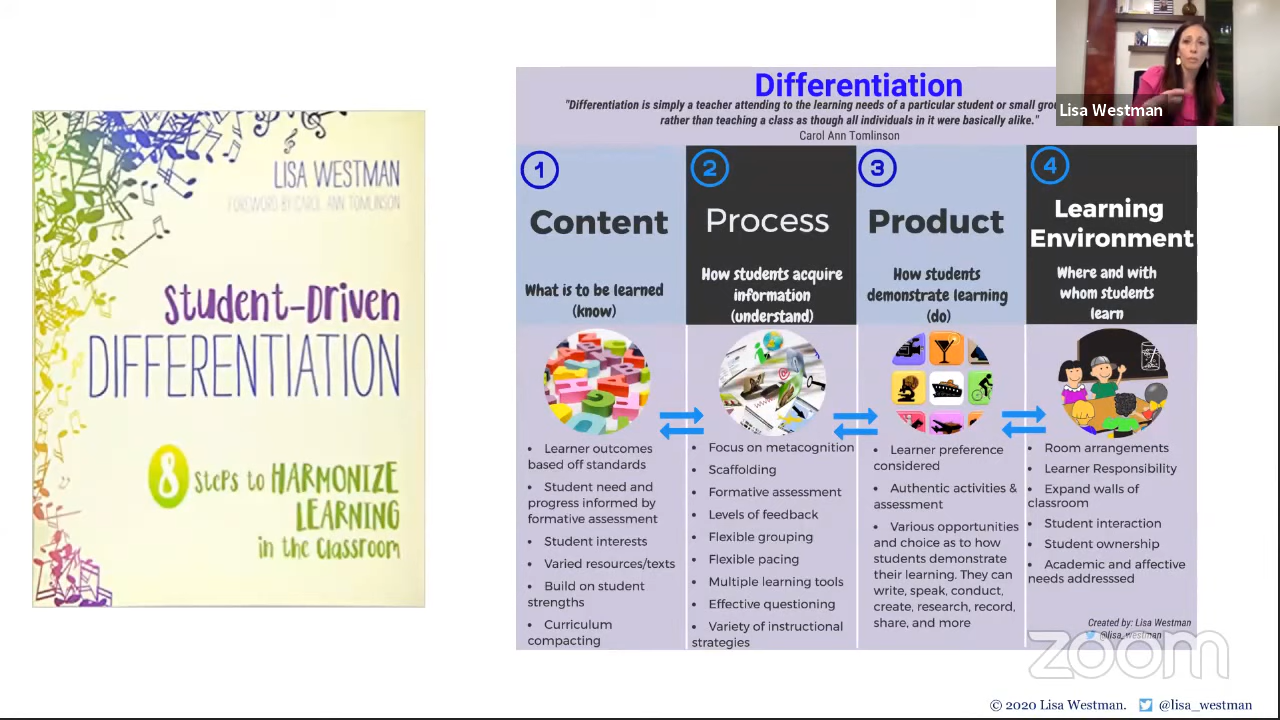 LISA WESTMAN
FOREWORD BY CAROL ANN TOMLINSON
Student-Driven
DIFFERENTIATION
8 Steps to HARMONIZE
LEARNING
in the Classroom
Differentiation
"Differentiation is simply a teacher attending to the learning needs of a particular student or small
rather than teaching a class as though all individuals in it were basically alike."
Carol Ann Tomlinson
1
Content
What is to be learned
(know)
• Learner outcomes
based off standards
• Student need and
progress informed by
formative assessment
• Student interests
• Varied resources/texts
• Build on student
strengths
• Curriculum
compacting
2
Process
How students acquire
information
(understand)
• Focus on metacognition
• Scaffolding
• Formative assessment
• Levels of feedback
• Flexible grouping
• Flexible pacing
• Multiple learning tools
• Effective questioning
• Variety of instructional
strategies
3
Product
How students
demonstrate learning
(do)
• Learner preference
considered
• Authentic activities &
assessment
• Various opportunities
and choice as to how
students demonstrate
their learning. They can
write, speak, conduct,
create, research, record,
share, and more
4
Learning
Environment
Where and with
whom students
learn
• Room arrangements
• Learner Responsibility
• Expand walls of
classroom
• Student interaction
• Student ownership
• Academic and affective
needs addresssed
Created by: Lisa Westman
@lisa_westman
Lisa Westman
zoom
© 2020 Lisa Westman. @lisa_westman